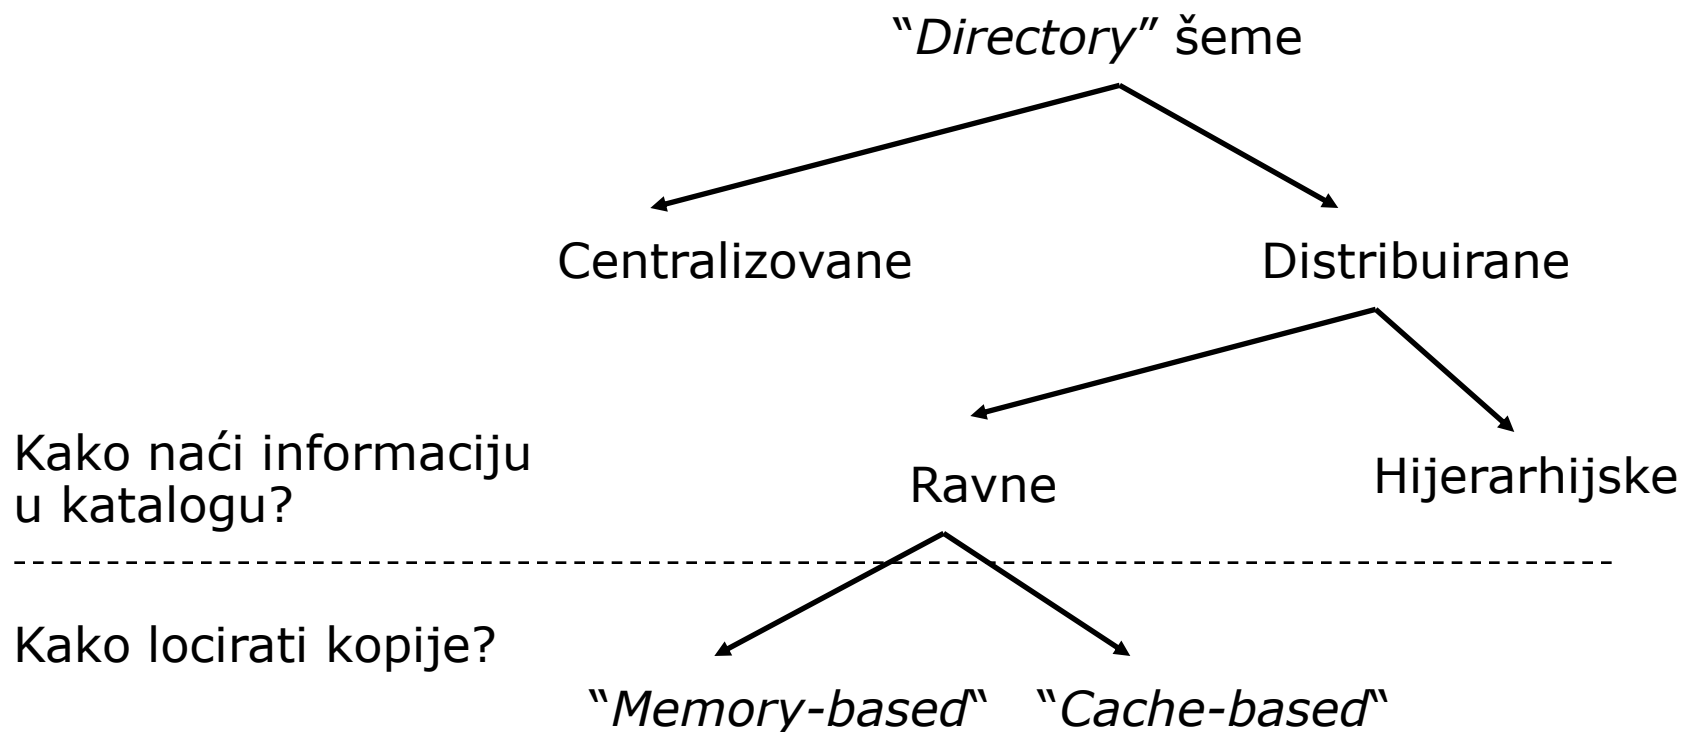 “Directory” šeme
Centralizovane
Distribuirane
Kako naći informaciju
u katalogu?
Ravne
Hijerarhijske
Kako locirati kopije?
“Memory-based“
“Cache-based“